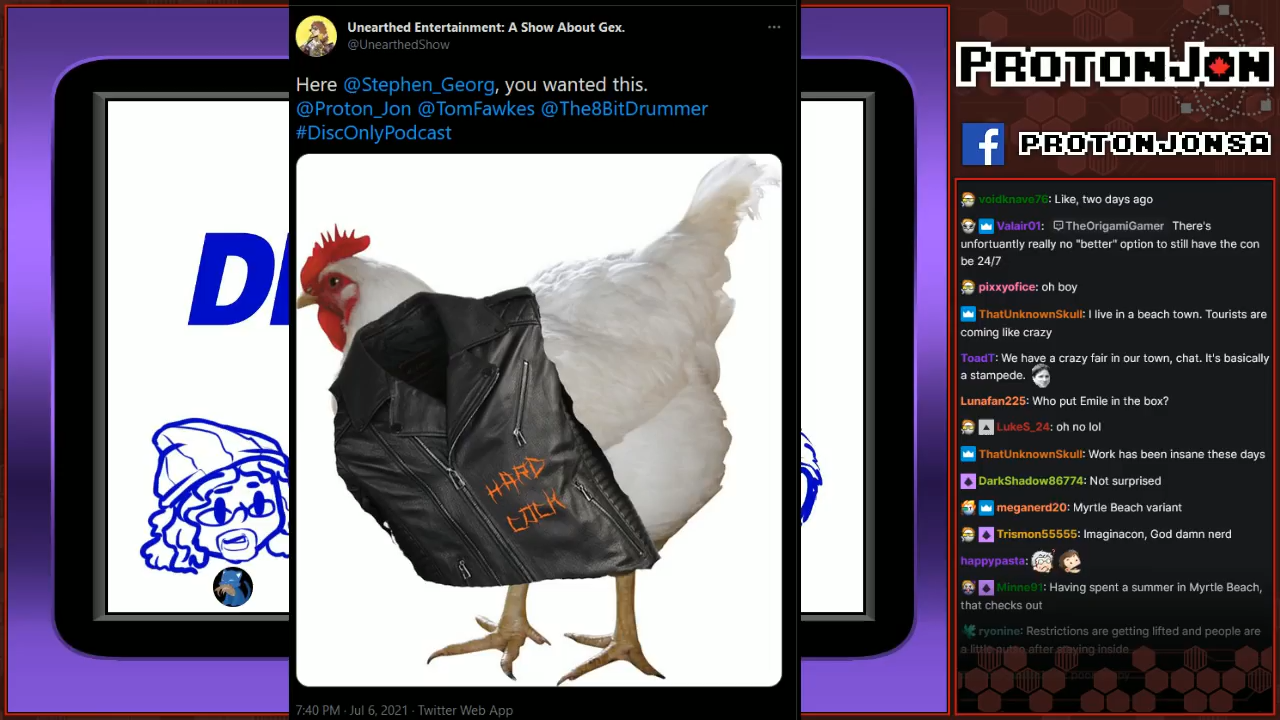 Unearthed Entertainment: A Show About Gex.
@UnearthedShow
Here @Stephen_Georg, you wanted this.
@Proton_Jon @TomFawkes @The8BitDrummer
#DiscOnlyPodcast
HARD
COCK
7:40 PM · Jul 6, 2021 · Twitter Web App
DI
PROTONJON
f PROTONJONSA
voidknave76: Like, two days ago
Valair01: TheOrigamiGamer There's
unfortuantly really no "better" option to still have the con
be 24/7
pixxyofice: oh boy
ThatUnknownSkull: I live in a beach town. Tourists are
coming like crazy
ToadT: We have a crazy fair in our town, chat. It's basically
a stampede.
Lunafan225: Who put Emile in the box?
LukeS_24: oh no lol
ThatUnknownSkull: Work has been insane these days
DarkShadow86774: Not surprised
meganerd20: Myrtle Beach variant
Trismon55555: Imaginacon, God damn nerd
happypasta:
Minne91: Having spent a summer in Myrtle Beach,
that checks out
ryonine: Restrictions are getting lifted and people are
a little nutso after staying inside